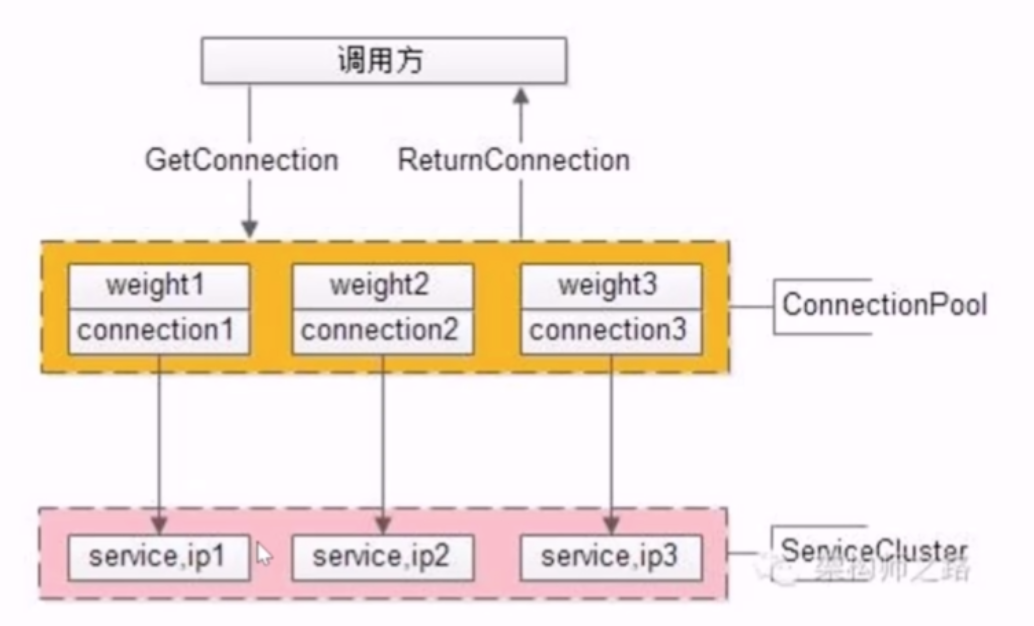 调用方
GetConnection
ReturnConnection
weight1
weight2
weight3
connection1
connection2
connection3
ConnectionPool
service,ip1
service,ip2
service,ip3
ServiceCluster
架构师之路